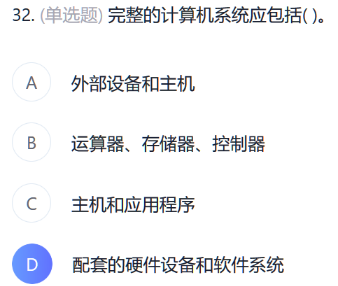 32. (单选题) 完整的计算机系统应包括( )。
A 外部设备和主机
B 运算器、存储器、控制器
C 主机和应用程序
D 配套的硬件设备和软件系统